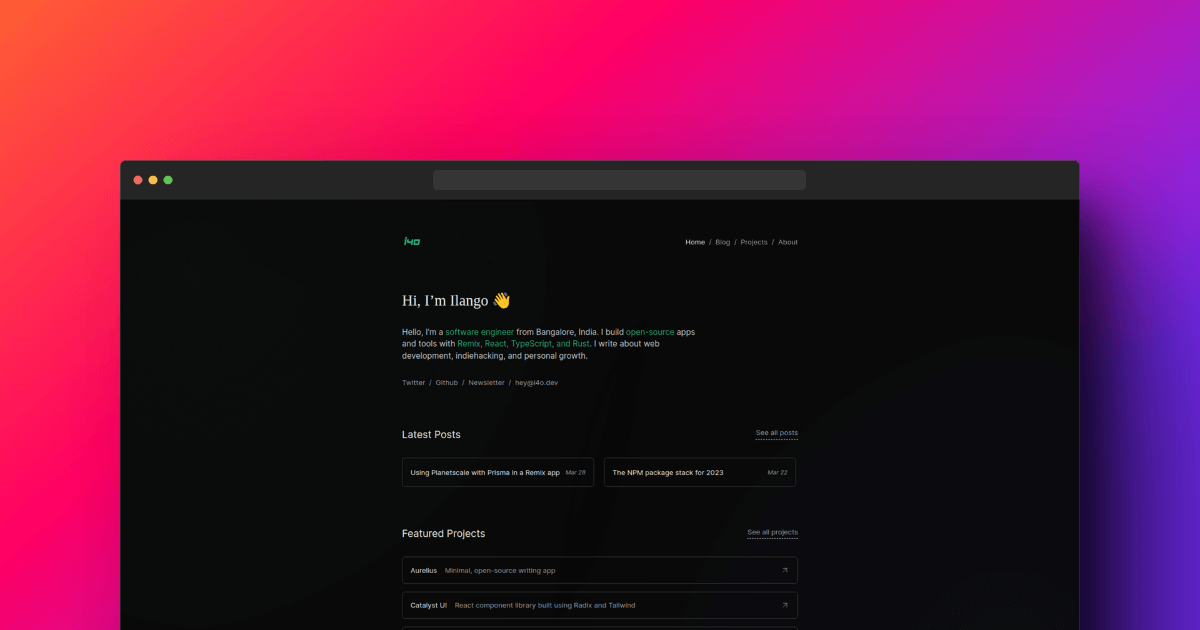 i4o
Home / Blog / Projects / About
Hi, I’m Ilango 👋
Hello, I'm a software engineer from Bangalore, India. I build open-source apps
and tools with Remix, React, TypeScript, and Rust. I write about web
development, indiehacking, and personal growth.
Twitter / Github / Newsletter / hey@i4o.dev
Latest Posts
See all posts
Using Planetscale with Prisma in a Remix app Mar 28
The NPM package stack for 2023 Mar 22
Featured Projects
See all projects
Aurelius Minimal, open-source writing app
Catalyst UI React component library built using Radix and Tailwind